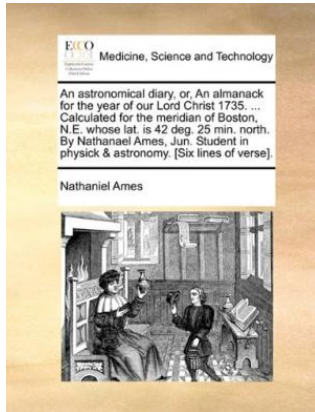 ECCO
Medicine, Science and Technology
An astronomical diary, or, An almanack
for the year of our Lord Christ 1735. ...
Calculated for the meridian of Boston,
N.E. whose lat. is 42 deg. 25 min. north.
By Nathanael Ames, Jun. Student in
physick & astronomy. [Six lines of verse].
Nathaniel Ames